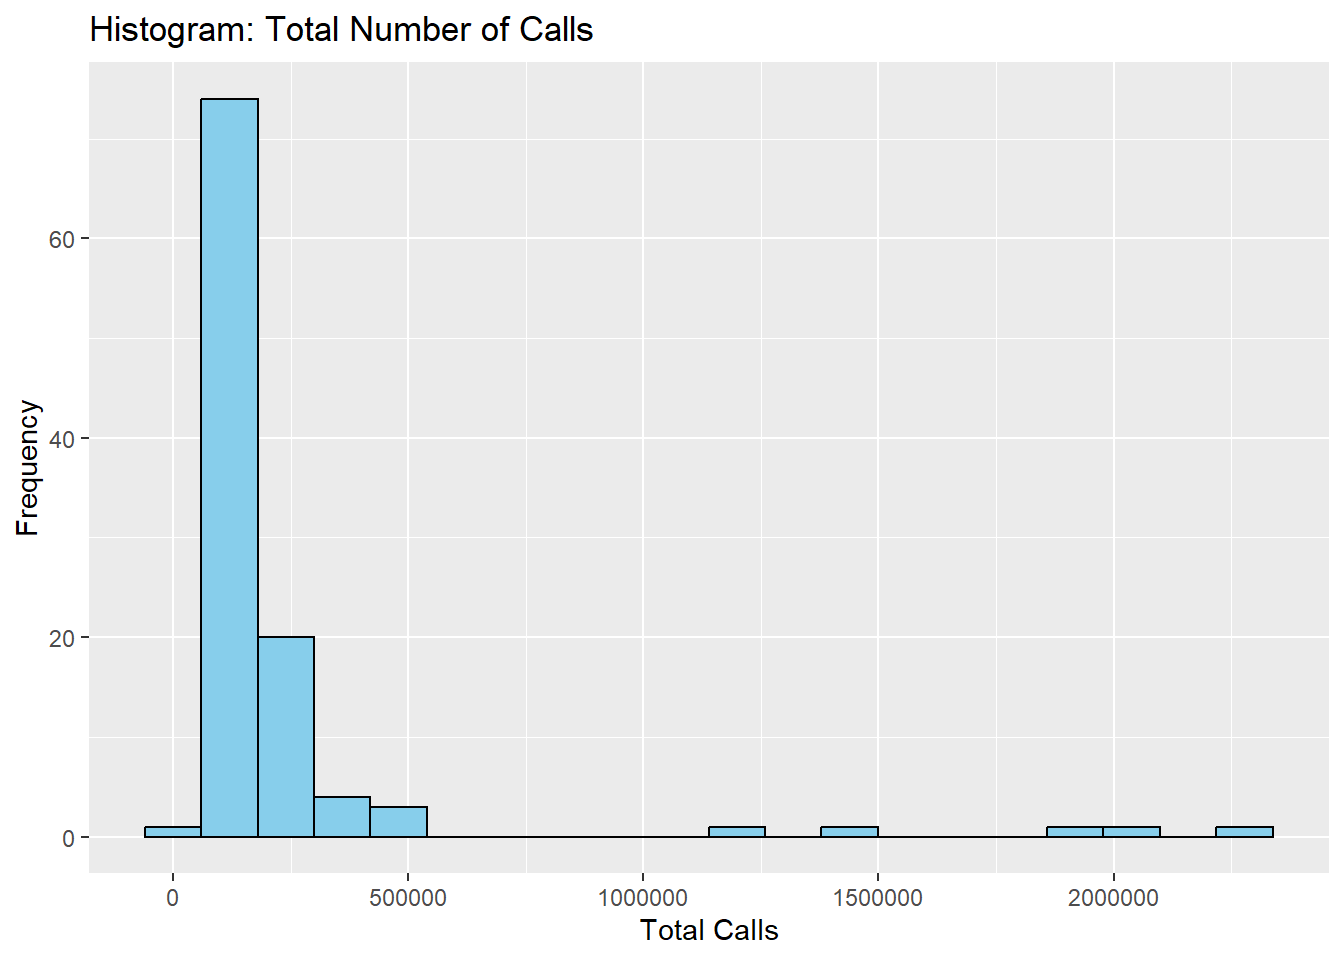 Histogram: Total Number of Calls
Frequency
60
40
20
0
0 500000 1000000 1500000 2000000
Total Calls